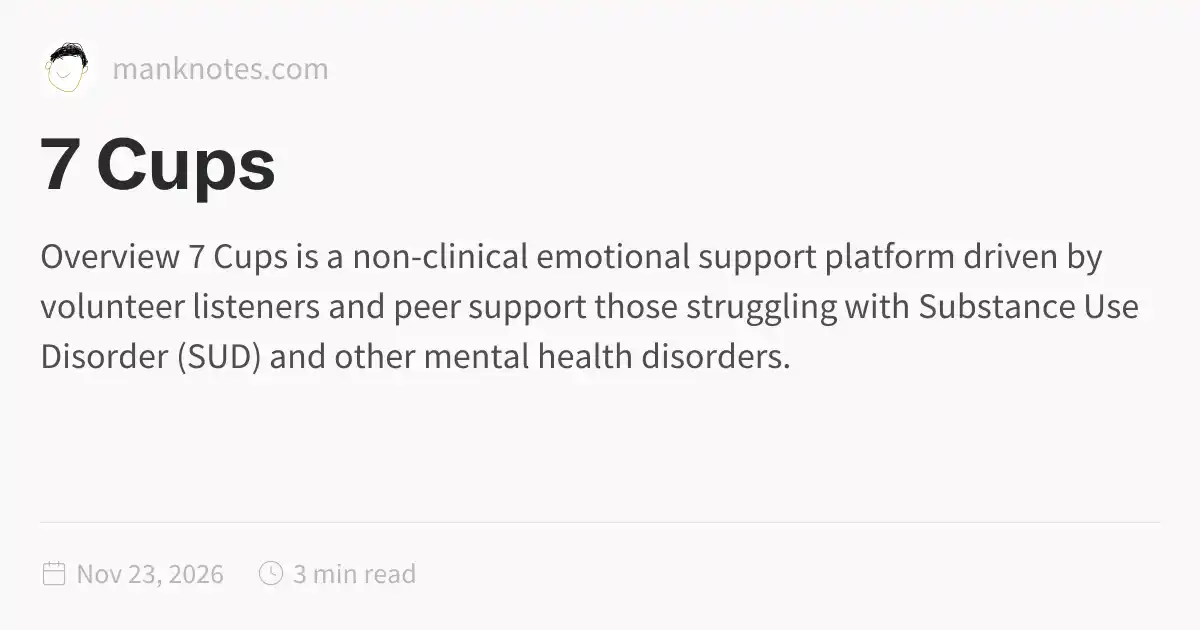 manknotes.com
7 Cups
Overview 7 Cups is a non-clinical emotional support platform driven by
volunteer listeners and peer support those struggling with Substance Use
Disorder (SUD) and other mental health disorders.
Nov 23, 2026 3 min read